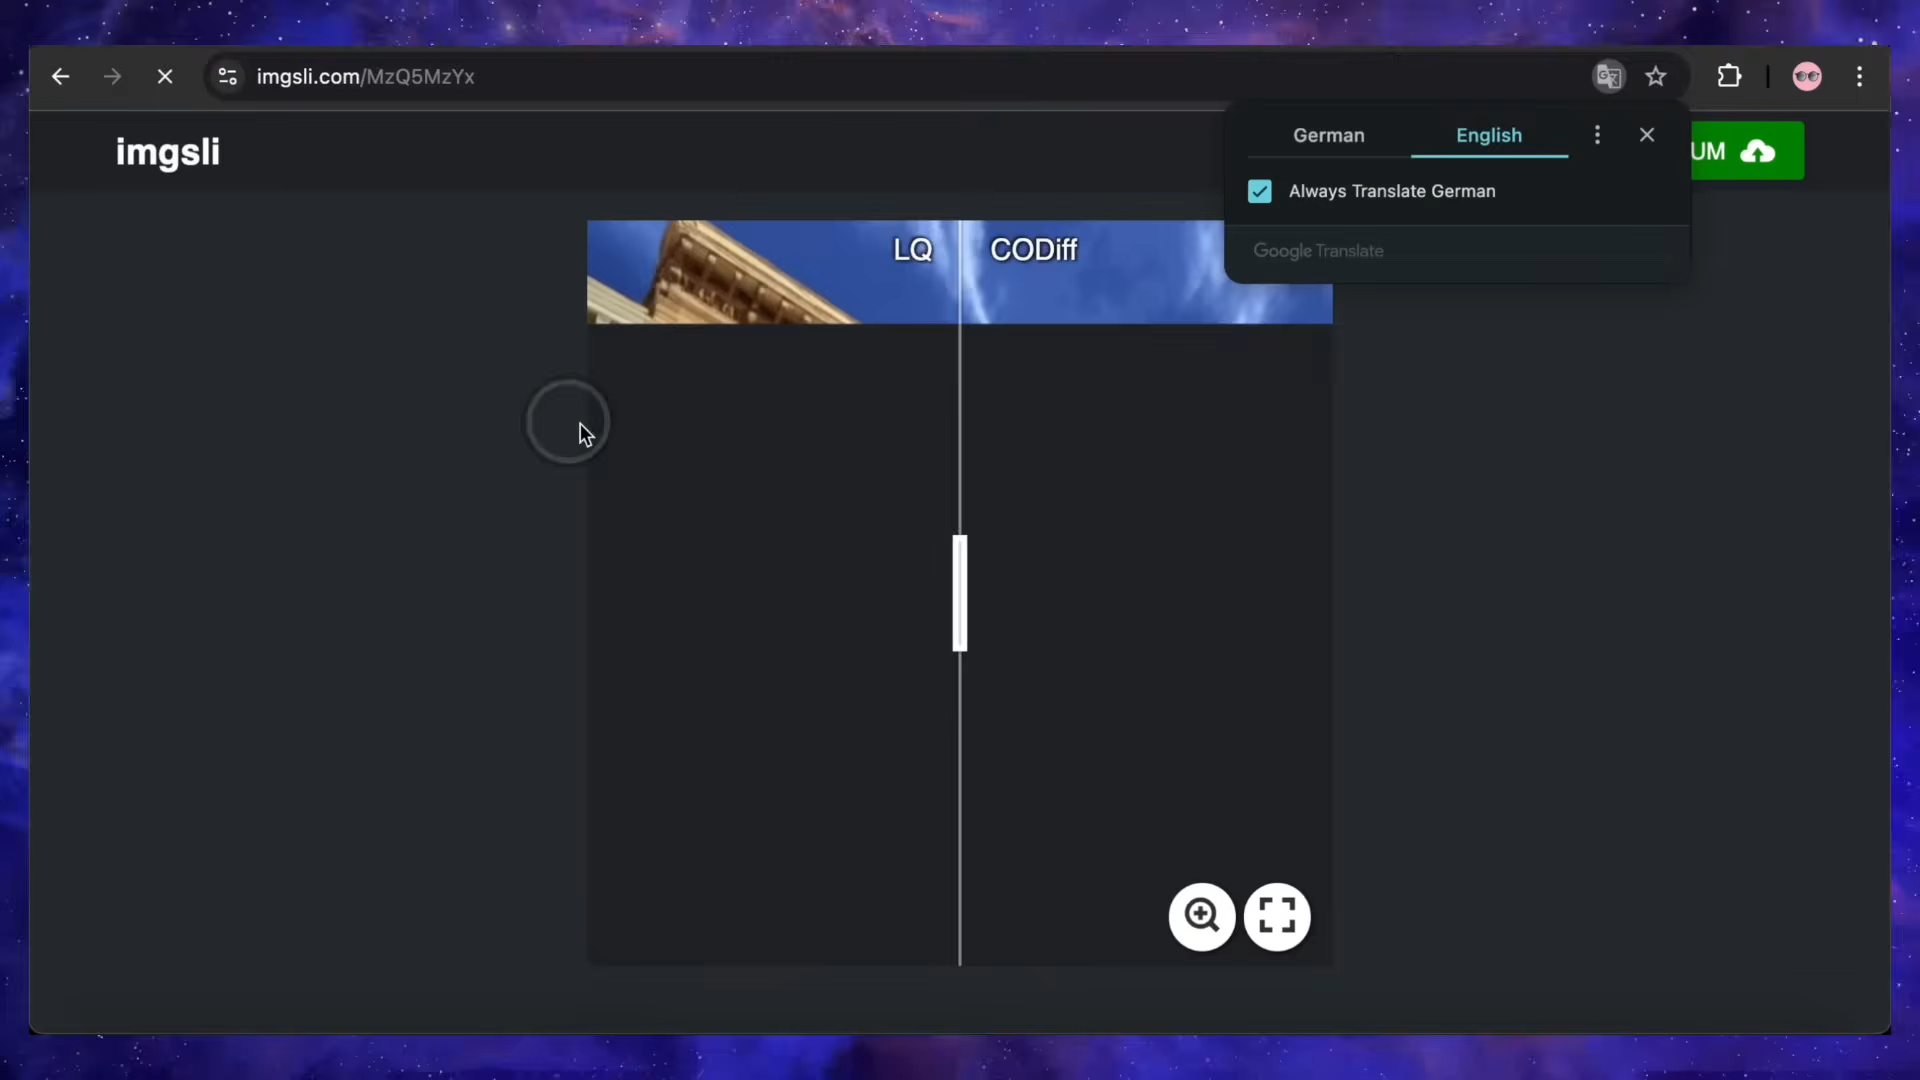 imgsli.com/MzQ5MzYx
imgsli
German
English
UM
Always Translate German
Google Translate
LQ
CODiff